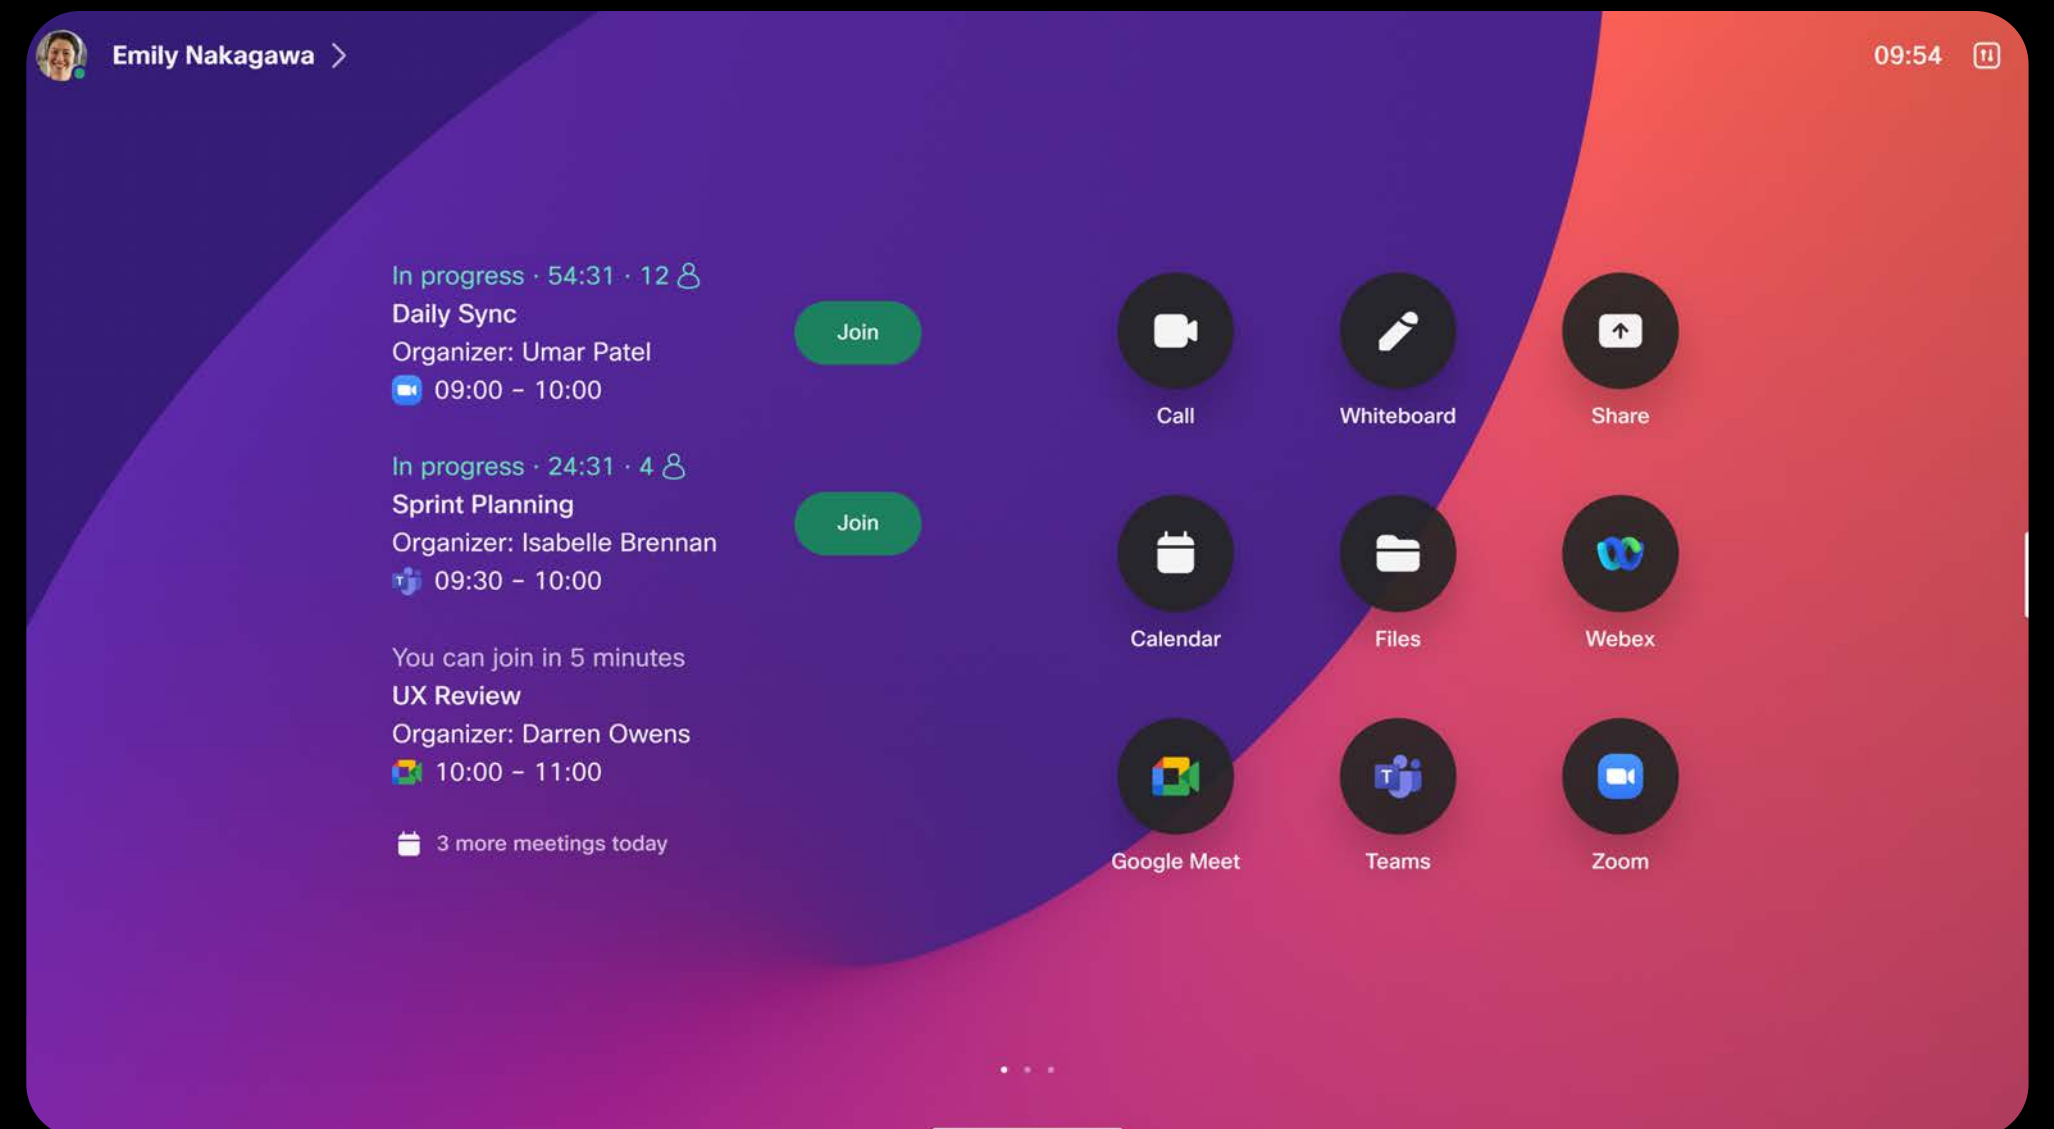 Emily Nakagawa
09:54
In progress · 54:31 · 12
Daily Sync
Organizer: Umar Patel
09:00 – 10:00
Join
In progress · 24:31 · 4
Sprint Planning
Organizer: Isabelle Brennan
T
09:30 – 10:00
Join
You can join in 5 minutes
UX Review
Organizer: Darren Owens
10:00 – 11:00
3 more meetings today
Call
Whiteboard
Share
Calendar
Files
Webex
T
Google Meet
Teams
Zoom